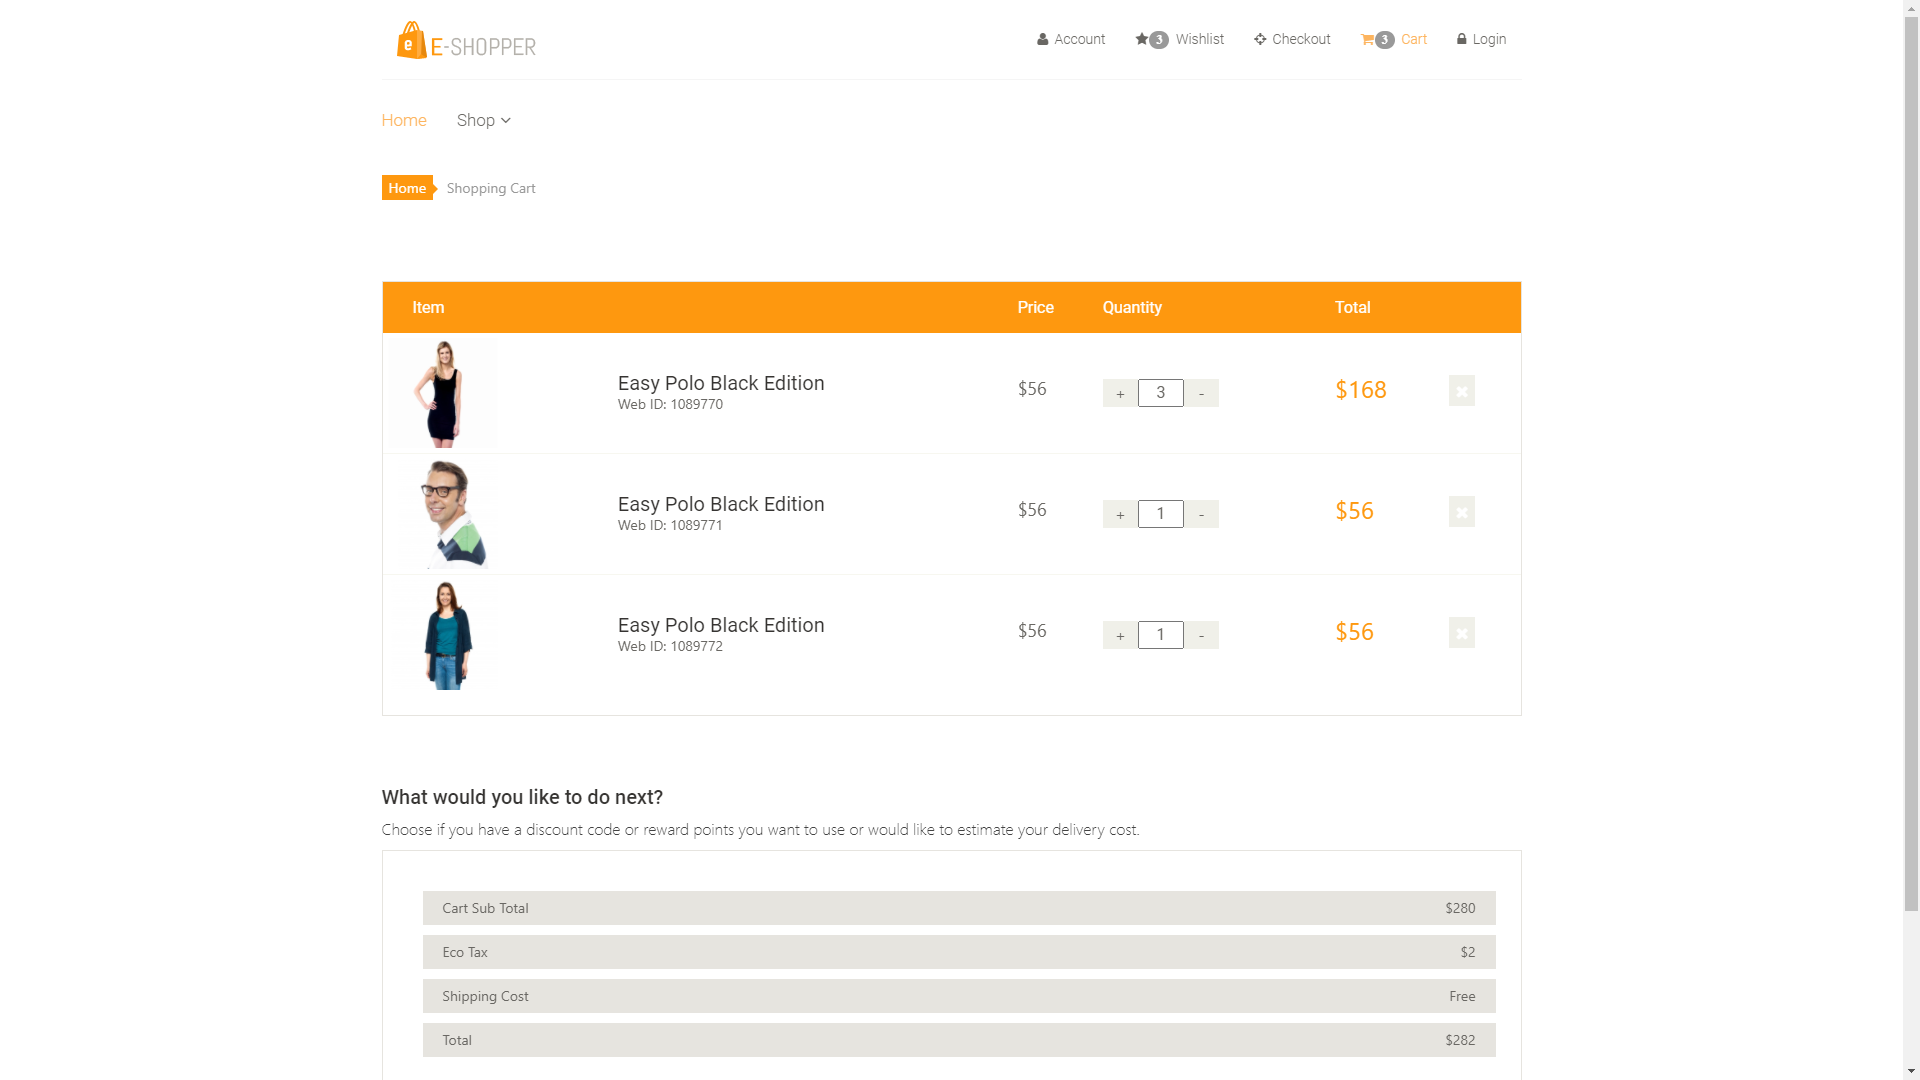 E-SHOPPER
Account
3 Wishlist
Checkout
3 Cart
Login
Home
Shop
Home
Shopping Cart
Item Price Quantity Total
Easy Polo Black Edition
Web ID: 1089770
$56
+ 3 -
$168
Easy Polo Black Edition
Web ID: 1089771
$56
+ 1 -
$56
Easy Polo Black Edition
Web ID: 1089772
$56
+ 1 -
$56
What would you like to do next?
Choose if you have a discount code or reward points you want to use or would like to estimate your delivery cost.
Cart Sub Total $280
Eco Tax $2
Shipping Cost Free
Total $282